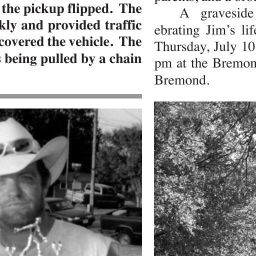 the pickup flipped. The
kly and provided traffic
covered the vehicle. The
being pulled by a chain
A graveside
ebrating Jim's life
Thursday, July 10
pm at the Bremon
Bremond.